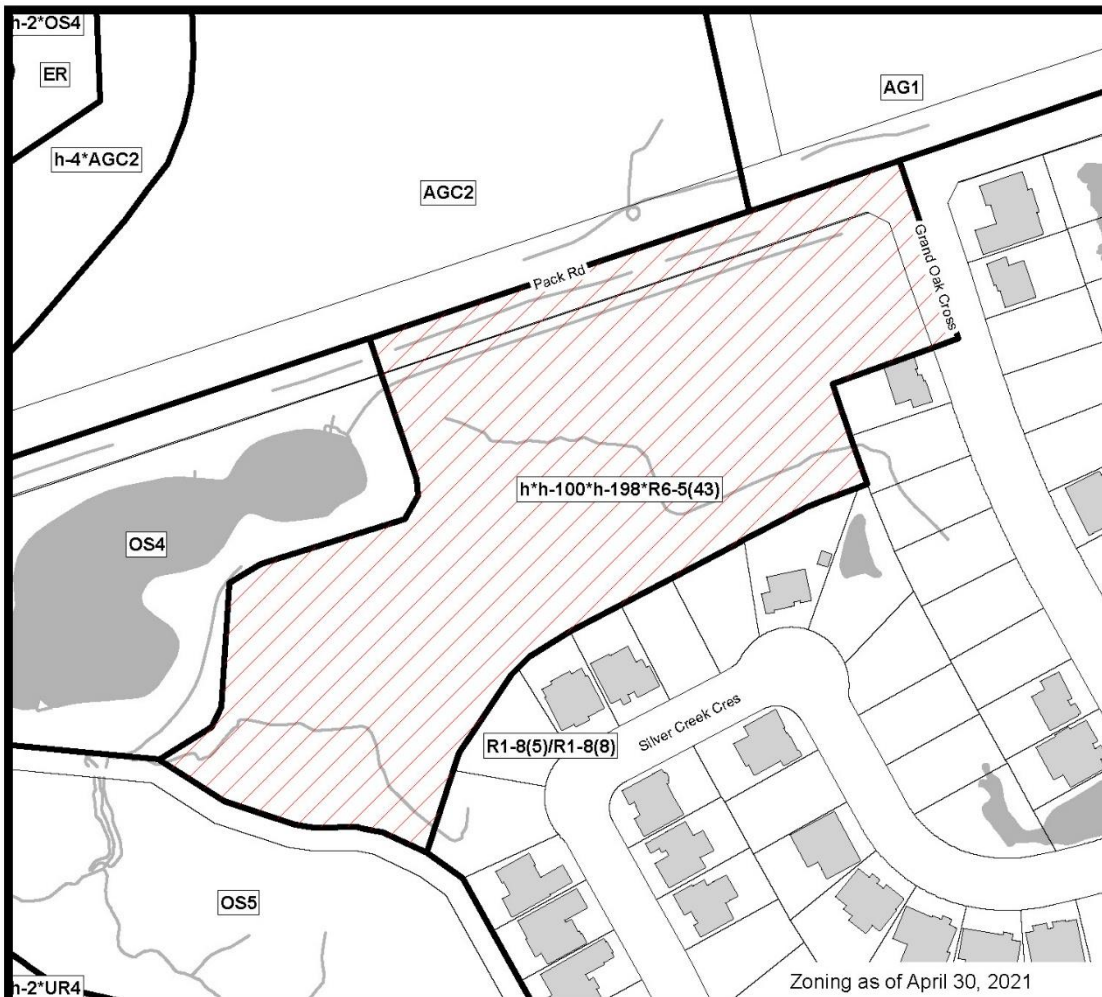 h-2*OS4
ER
AG1
h-4*AGC2
AGC2
Pack Rd
Grand Oak Cross
h*h-100*h-198*R6-5(43)
OS4
Silver Creek Cres
R1-8(5)/R1-8(8)
OS5
h-2*UR4
Zoning as of April 30, 2021